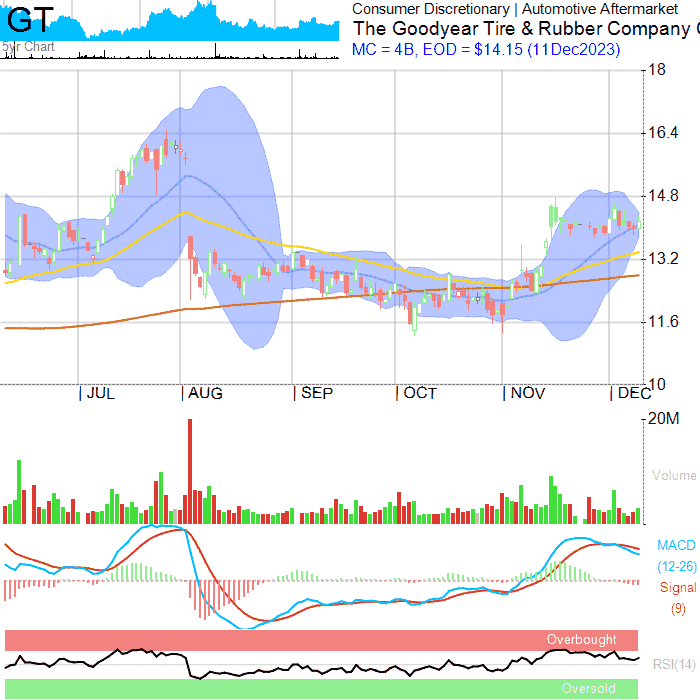 GT
5yr Chart
Consumer Discretionary | Automotive Aftermarket
The Goodyear Tire & Rubber Company
MC = 4B, EOD = $14.15 (11Dec2023)
18
16.4
14.8
13.2
11.6
10
| JUL | AUG | SEP | OCT | NOV | DEC
20M
Volume
MACD
(12-26)
Signal
(9)
Overbought
RSI(14)
Oversold